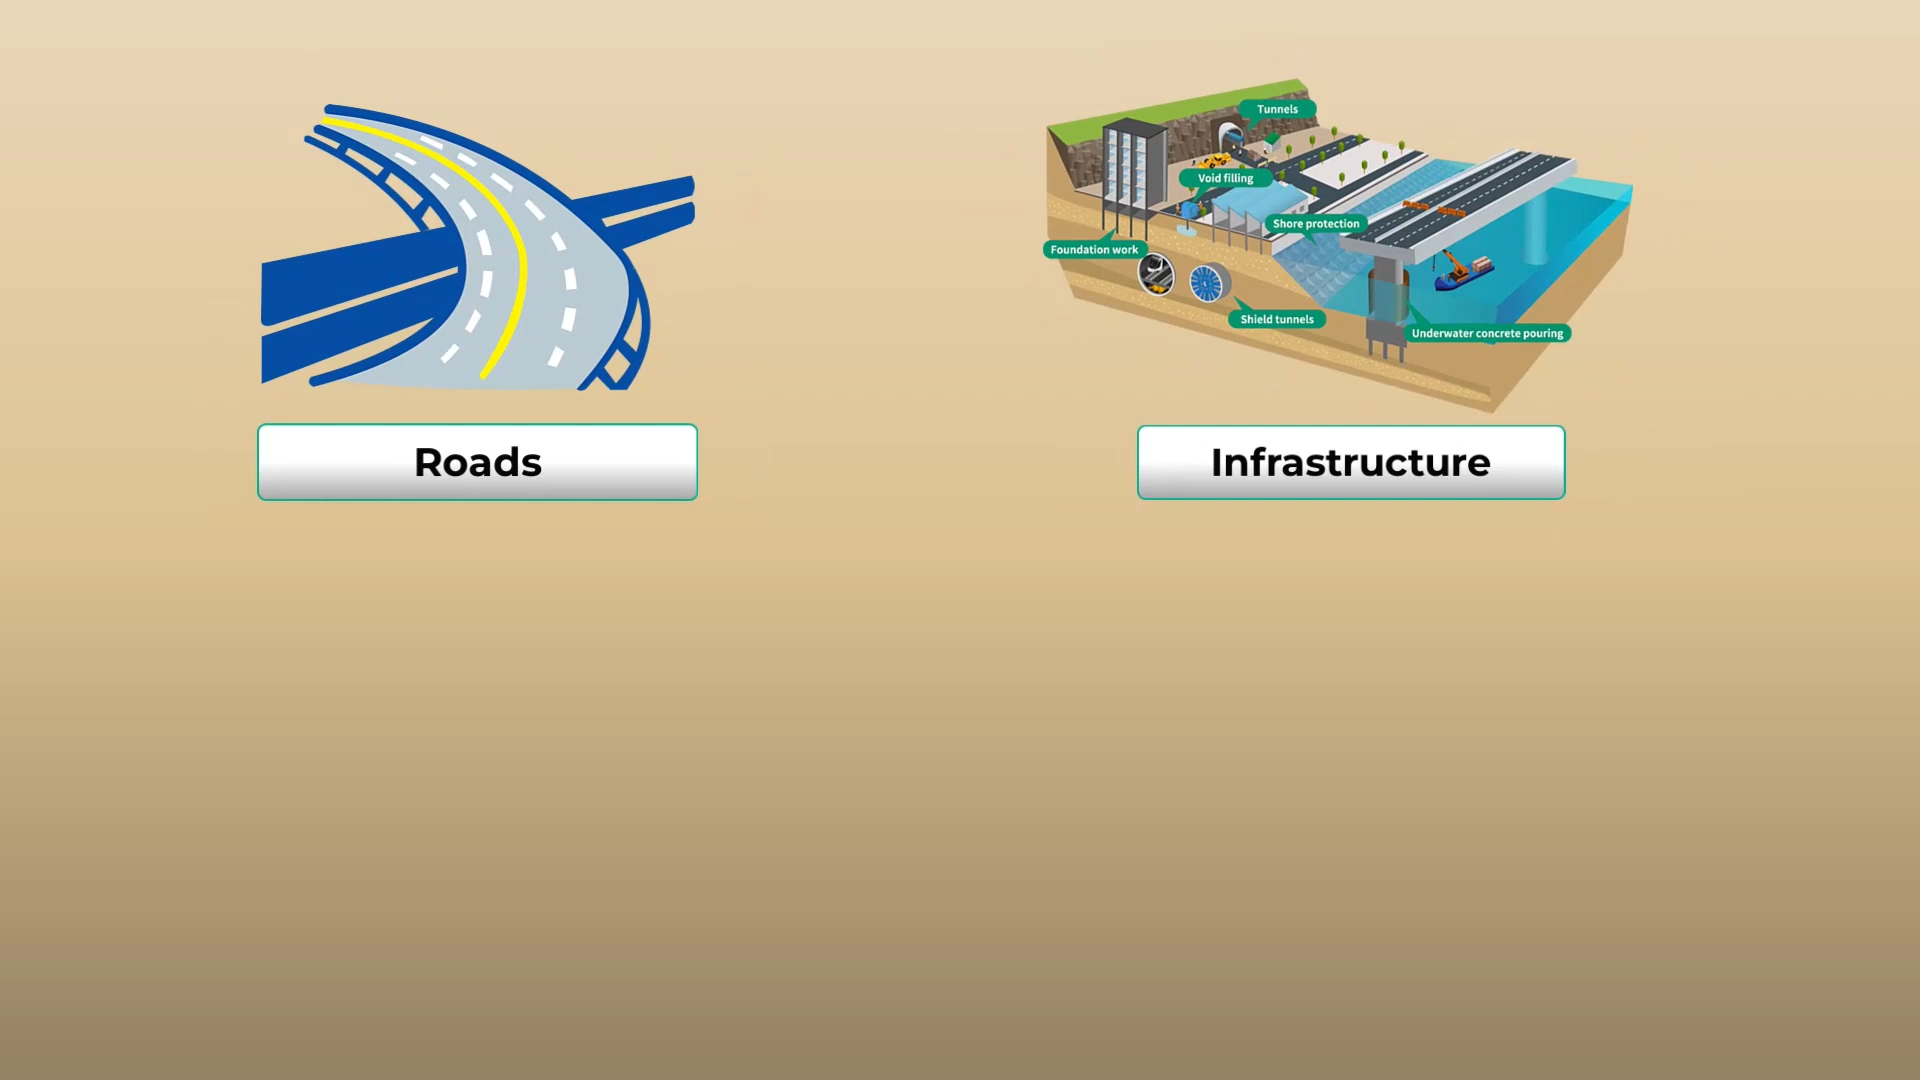 Roads
Tunnels
Void filling
Shore protection
Foundation work
Shield tunnels
Underwater concrete pouring
Infrastructure